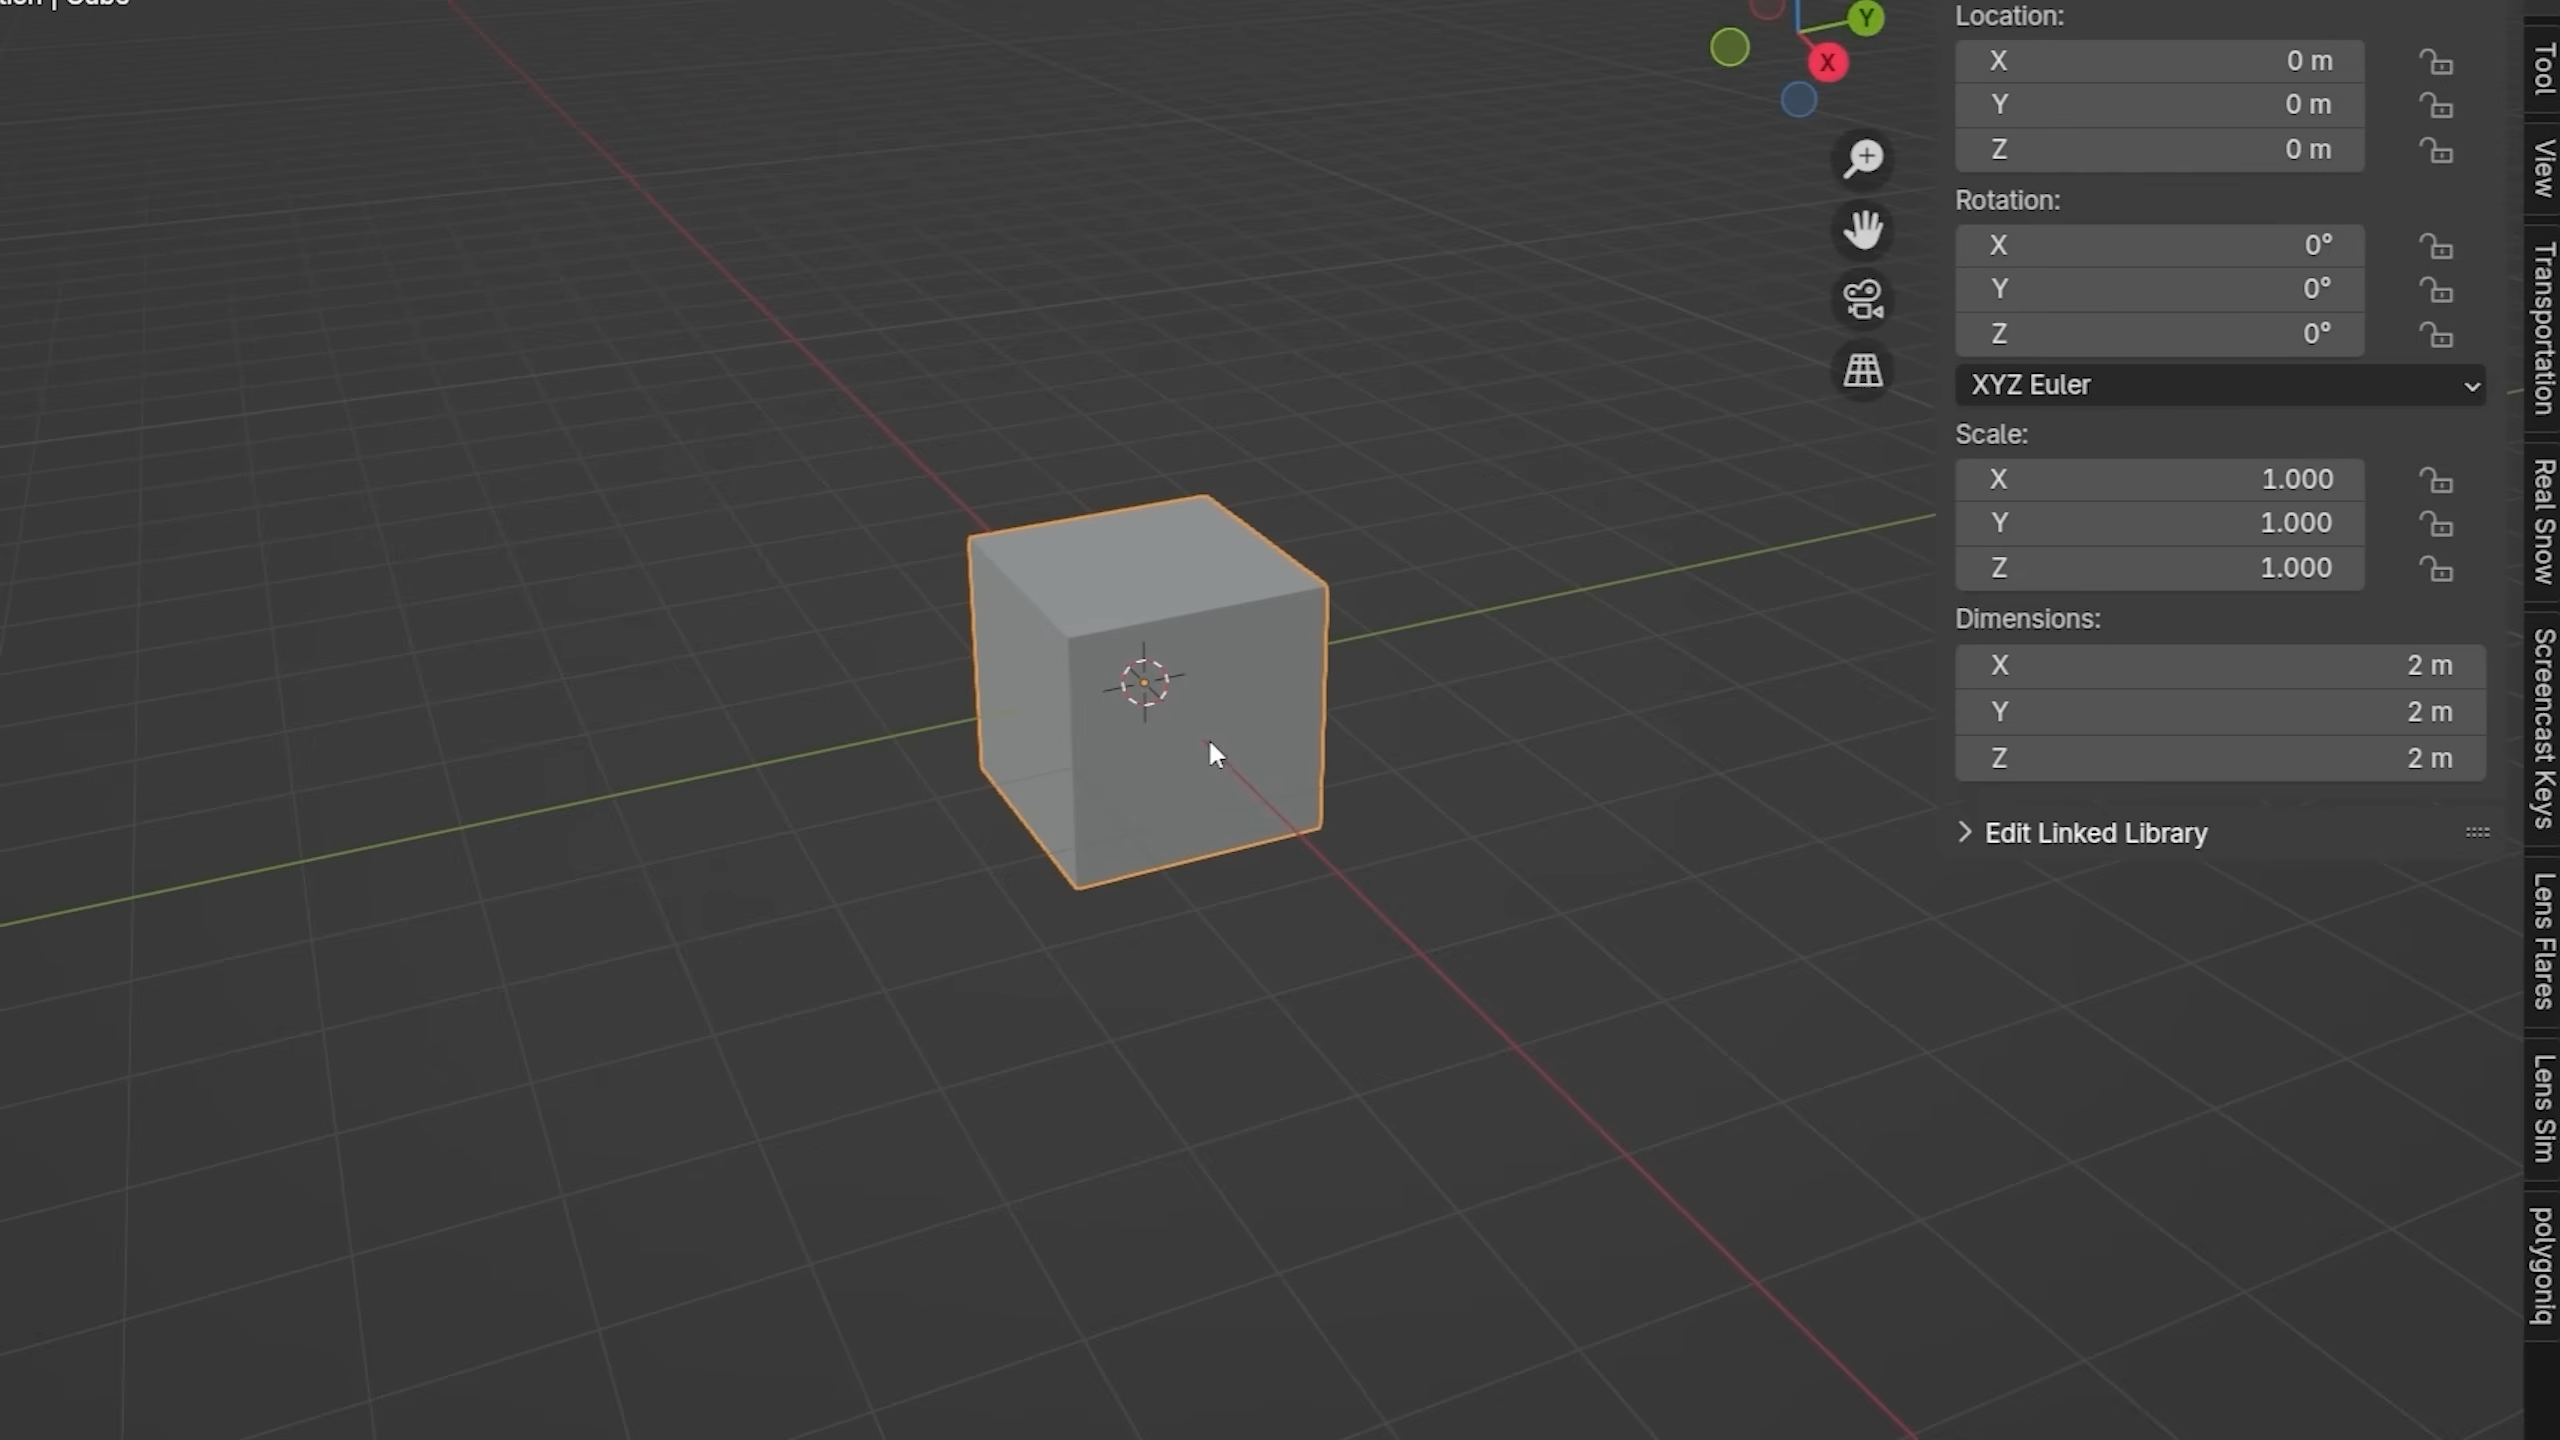 Y
X
Location:
X 0 m
Y 0 m
Z 0 m
Rotation:
X 0°
Y 0°
Z 0°
XYZ Euler
Scale:
X 1.000
Y 1.000
Z 1.000
Dimensions:
X 2 m
Y 2 m
Z 2 m
Edit Linked Library
Tool
View
Transportation
Real Snow
Screencast Keys
Lens Flares
Lens Sim
polygoniq